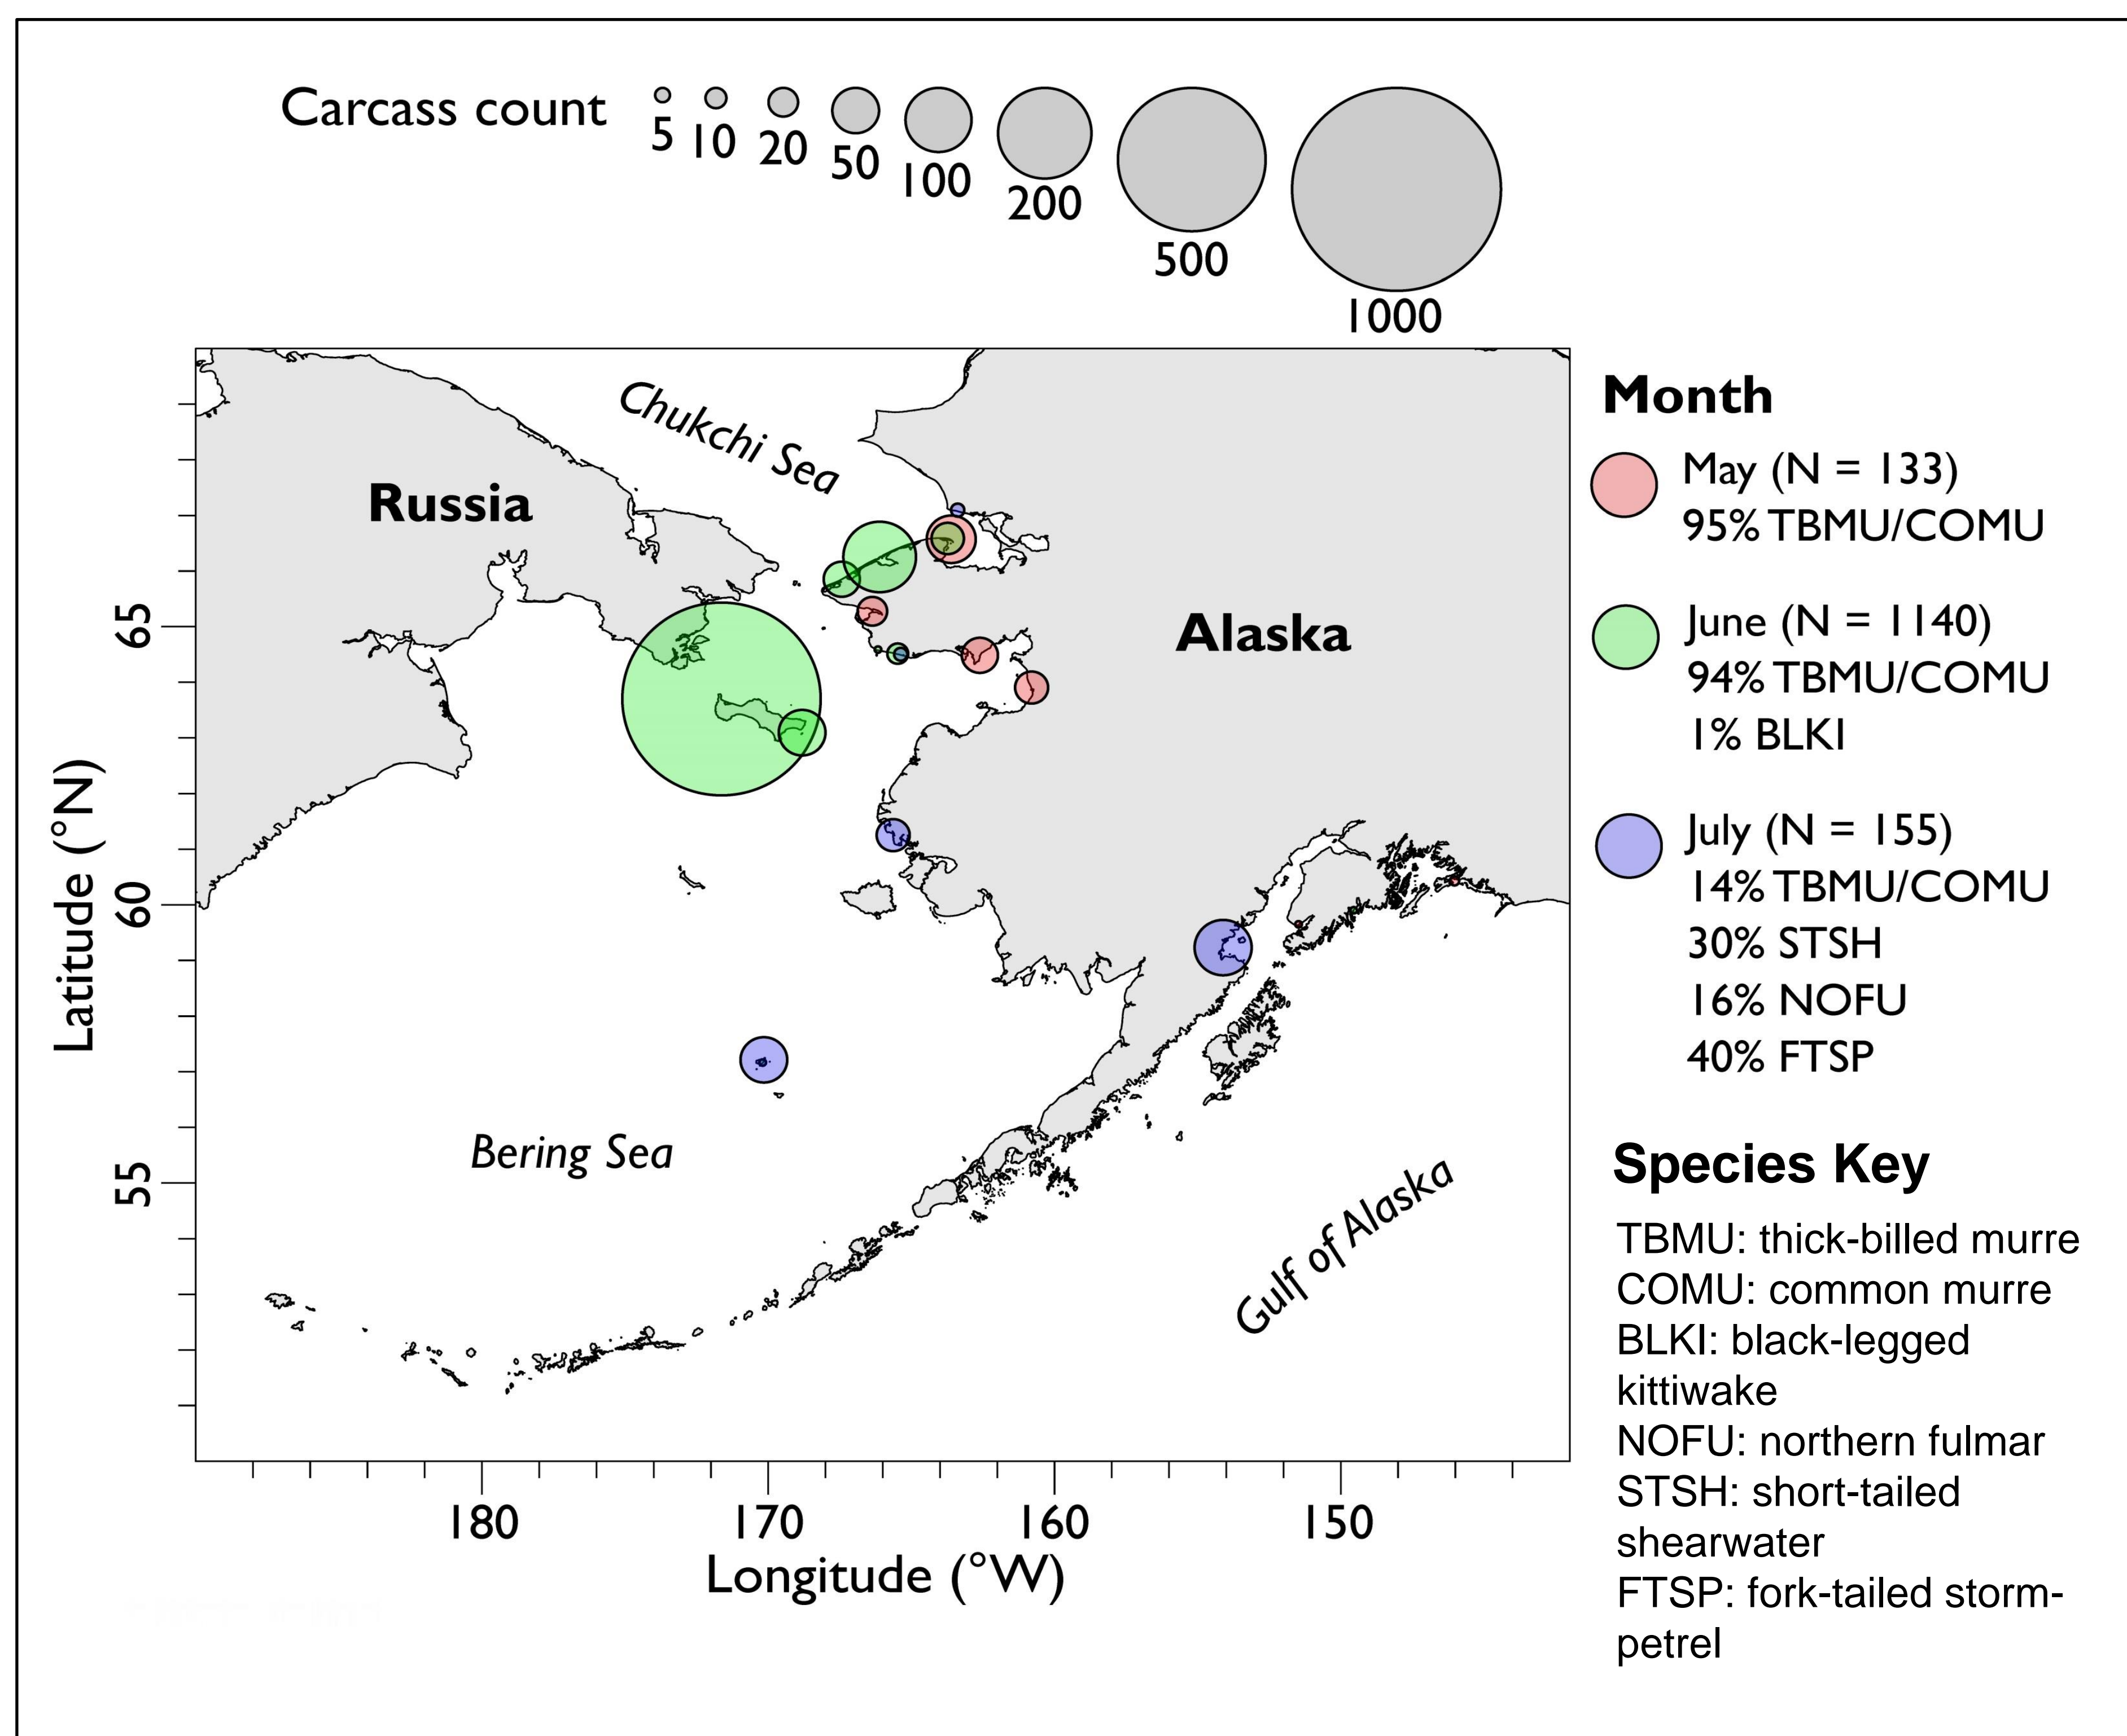 Carcass count
5
10
20
50
100
200
500
1000
Chukchi Sea
Russia
Alaska
Bering Sea
Gulf of Alaska
Latitude (°N)
65
60
55
180
170
160
150
Longitude (°W)
Month
May (N = 133)
95% TBMU/COMU
June (N = 1140)
94% TBMU/COMU
1% BLKI
July (N = 155)
14% TBMU/COMU
30% STSH
16% NOFU
40% FTSP
Species Key
TBMU: thick-billed murre
COMU: common murre
BLKI: black-legged
kittiwake
NOFU: northern fulmar
STSH: short-tailed
shearwater
FTSP: fork-tailed storm-
petrel